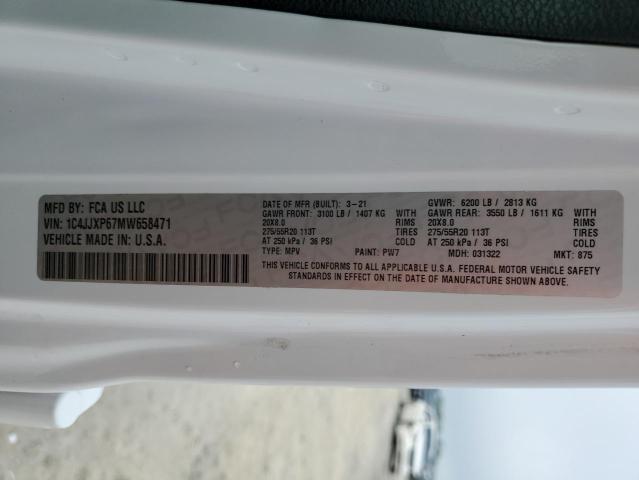 MFD BY: FCA US LLC
VIN: 1C4JJXP67MW658471
VEHICLE MADE IN U.S.A.
DATE OF MFR (BUILT): 3-21
GAWR FRONT: 3100 LB / 1407 KG WITH
20X8.0 RIMS
275/55R20 113T TIRES
AT 250 kPa / 36 PSI
TYPE: MPV PAINT: PW7
GVWR: 6200 LB / 2813 KG
GAWR REAR: 3550 LB / 1611 KG WITH
20X8.0 RIMS
275/55R20 113T TIRES
AT 250 kPa / 36 PSI
MDH: 031322 MKT: 875
THIS VEHICLE CONFORMS TO ALL APPLICABLE U.S.A. FEDERAL MOTOR VEHICLE SAFETY
STANDARDS IN EFFECT ON THE DATE OF MANUFACTURE SHOWN ABOVE.